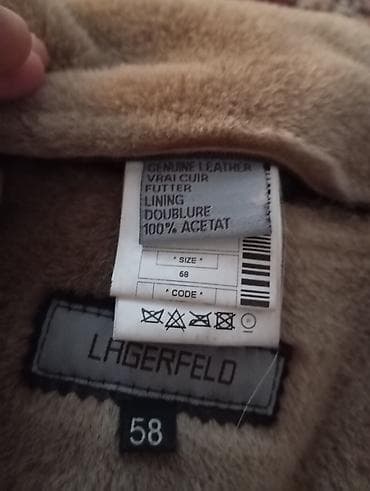 GENUINE LEATHER
VRAI CUIR
FUTTER
LINING
DOUBLURE
100% ACETAT
* SIZE *
68
* CODE *
LAGERFELD
58